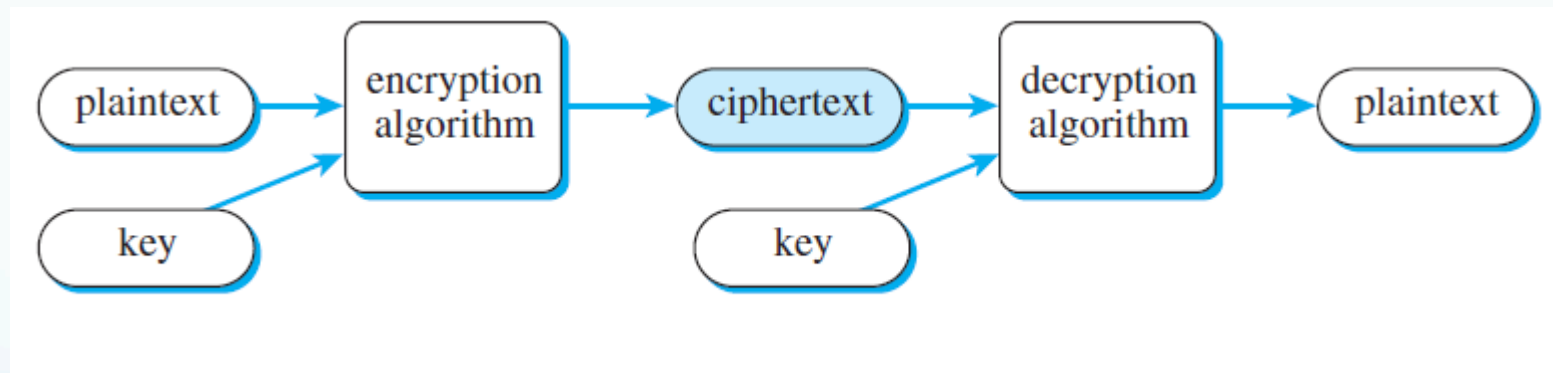 plaintext
encryption
algorithm
ciphertext
decryption
algorithm
plaintext
key
key